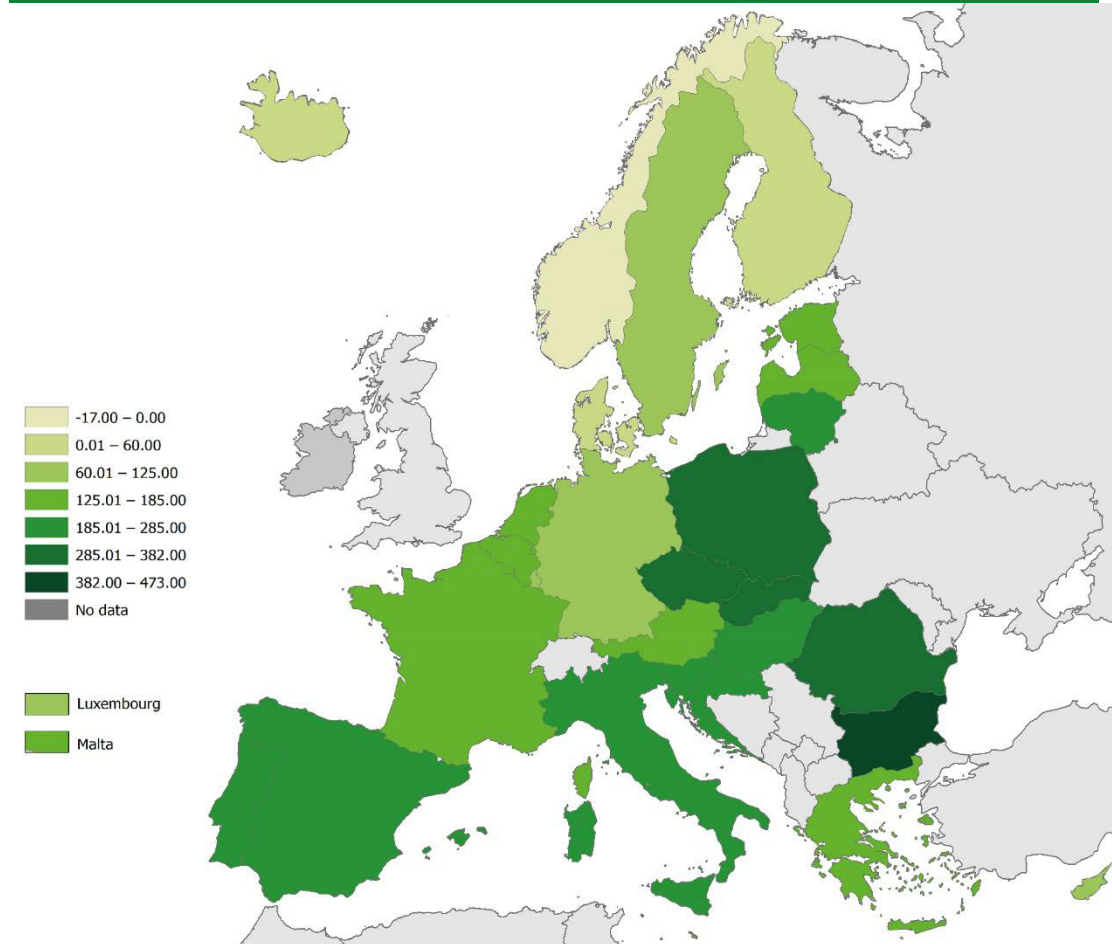 -17.00 – 0.00
0.01 – 60.00
60.01 – 125.00
125.01 – 185.00
185.01 – 285.00
285.01 – 382.00
382.00 – 473.00
No data
Luxembourg
Malta